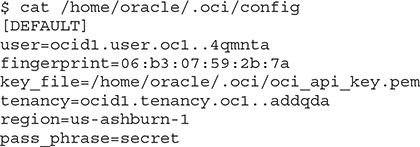 $ cat /home/oracle/.oci/config
[DEFAULT]
user=ocid1.user.oc1..4qmnta
fingerprint=06:b3:07:59:2b:7a
key_file=/home/oracle/.oci/oci_api_key.pem
tenancy=ocid1.tenancy.oc1..addqda
region=us-ashburn-1
pass_phrase=secret